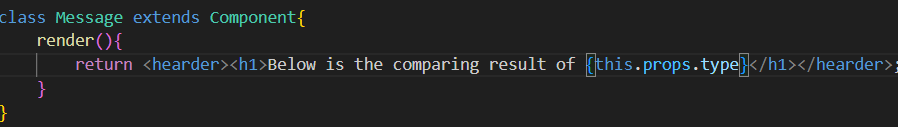 class Message extends Component{
render(){
return <hearder><h1>Below is the comparing result of {this.props.type}</h1></hearder>;
}
}